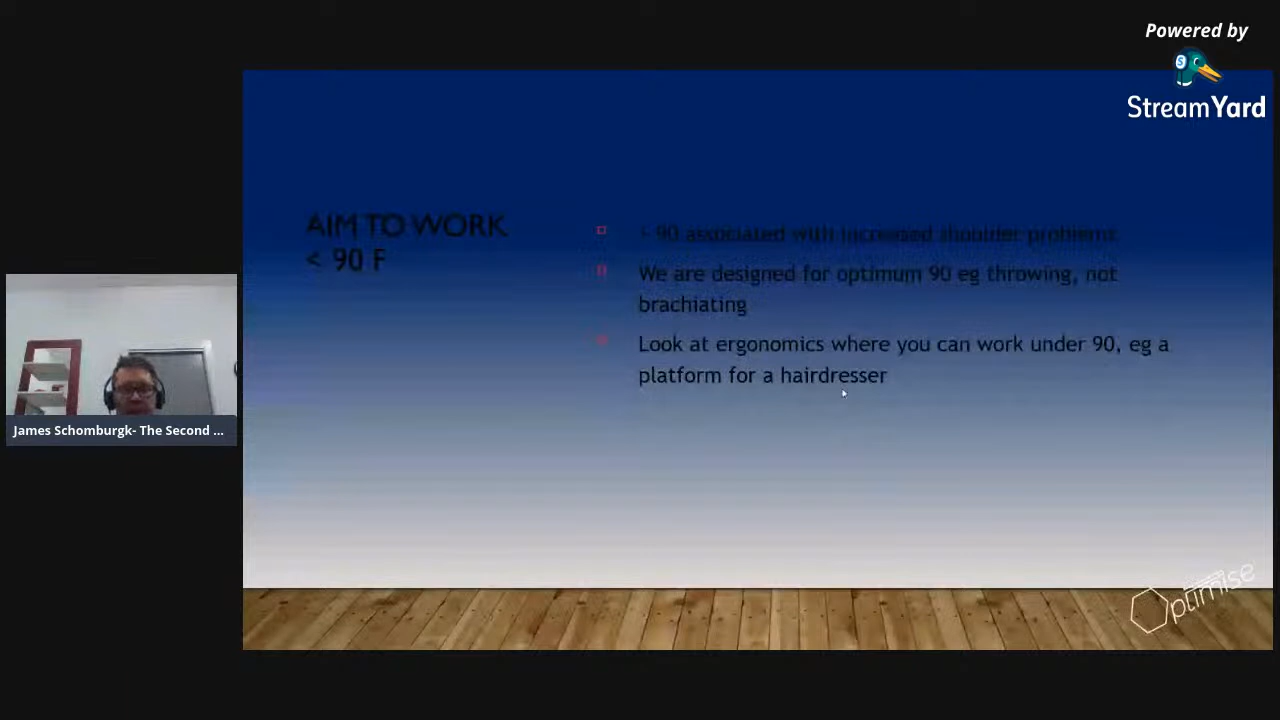 Powered by
StreamYard
AIM TO WORK
< 90 F
F 90 associated with increased shoulder problems
We are designed for optimum 90 eg throwing, not
brachiating
Look at ergonomics where you can work under 90, eg a
platform for a hairdresser
James Schomburgk- The Second ...
Optimise